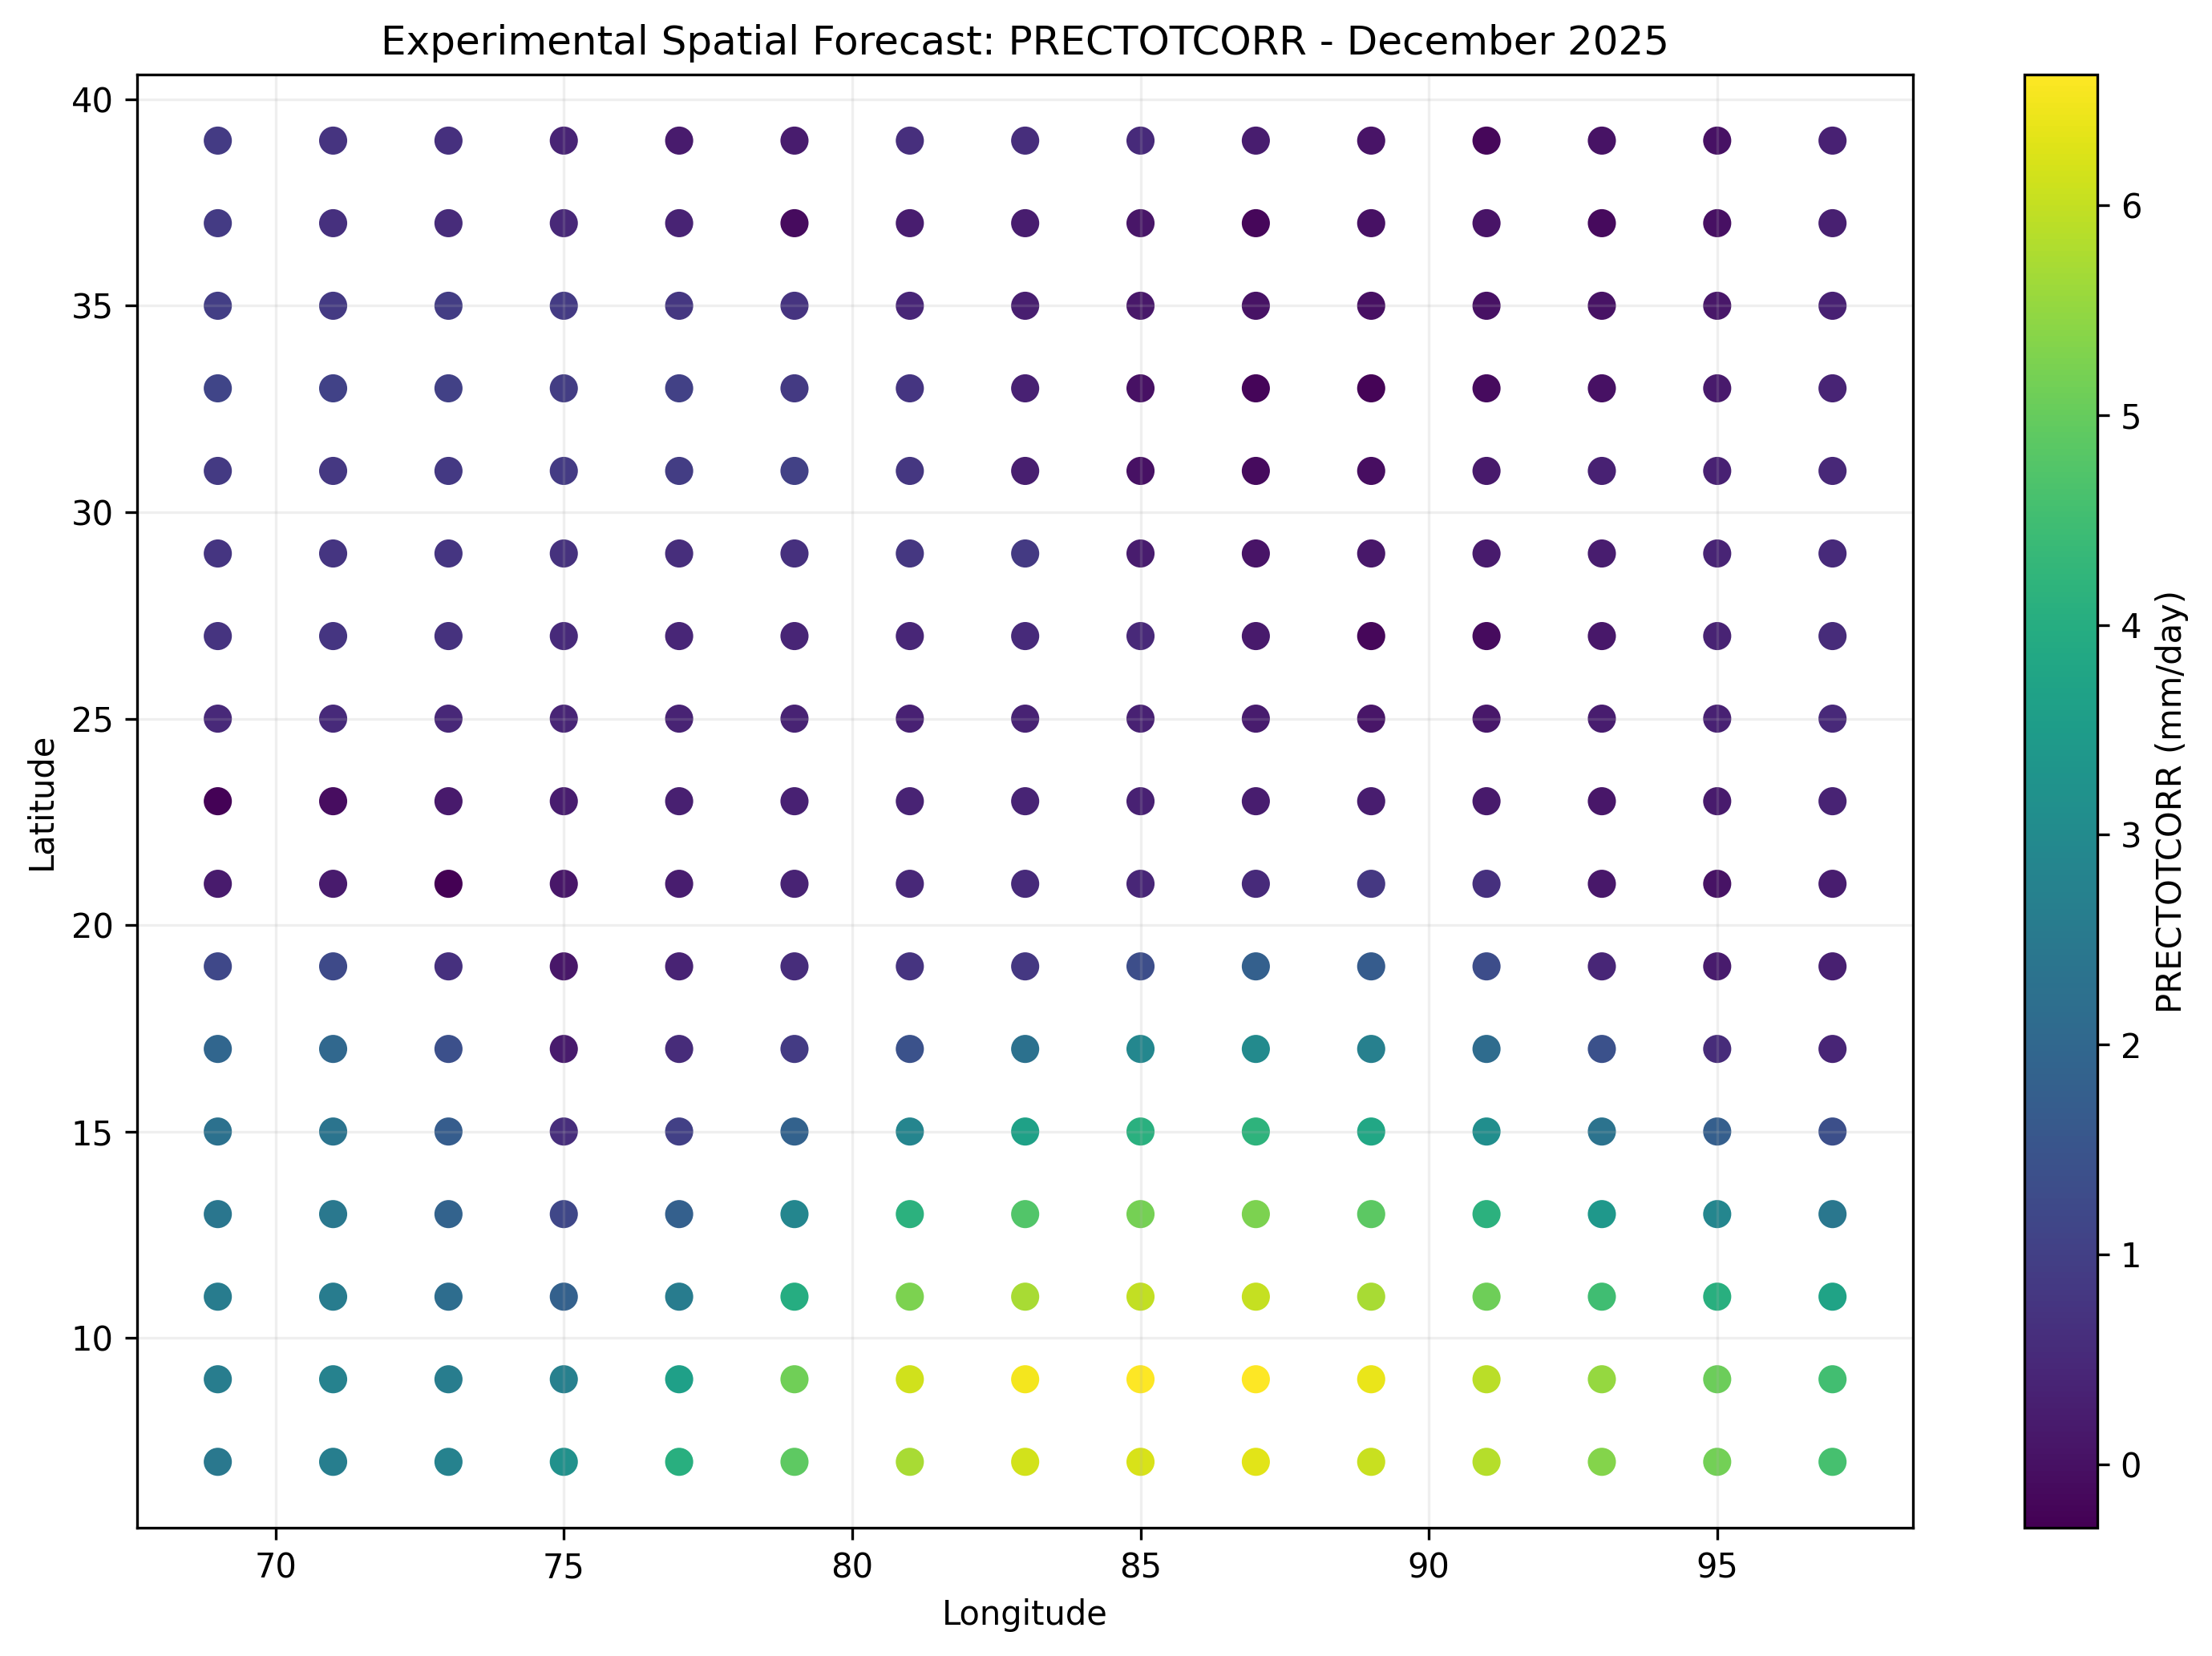 Experimental Spatial Forecast: PRECTOTCORR - December 2025
40
35
30
25
20
15
10
Latitude
70 75 80 85 90 95
Longitude
6
5
4
3
2
1
0
PRECTOTCORR (mm/day)